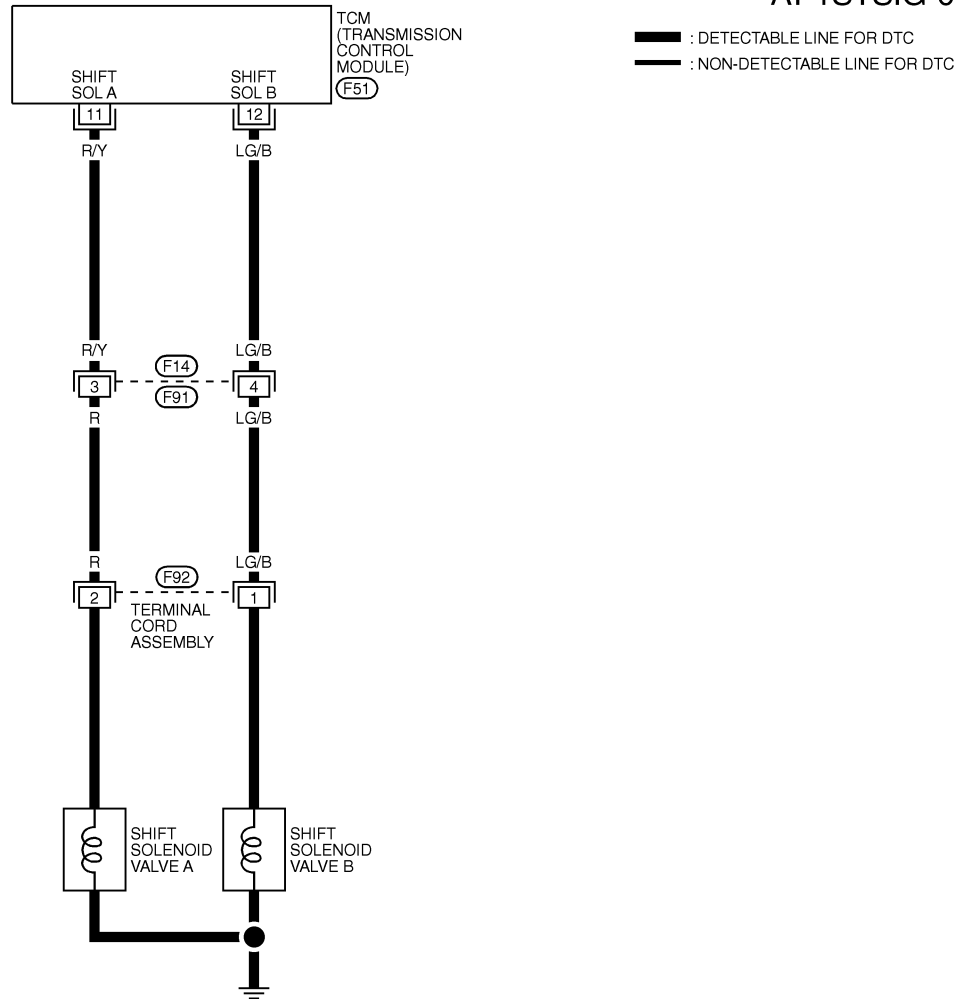 TCM
(TRANSMISSION
CONTROL
MODULE)
F51
: DETECTABLE LINE FOR DTC
: NON-DETECTABLE LINE FOR DTC
SHIFT
SOL A
SHIFT
SOL B
11
12
R/Y
LG/B
R/Y
LG/B
F14
3
4
F91
R
LG/B
R
LG/B
F92
2
1
TERMINAL
CORD
ASSEMBLY
SHIFT
SOLENOID
VALVE A
SHIFT
SOLENOID
VALVE B